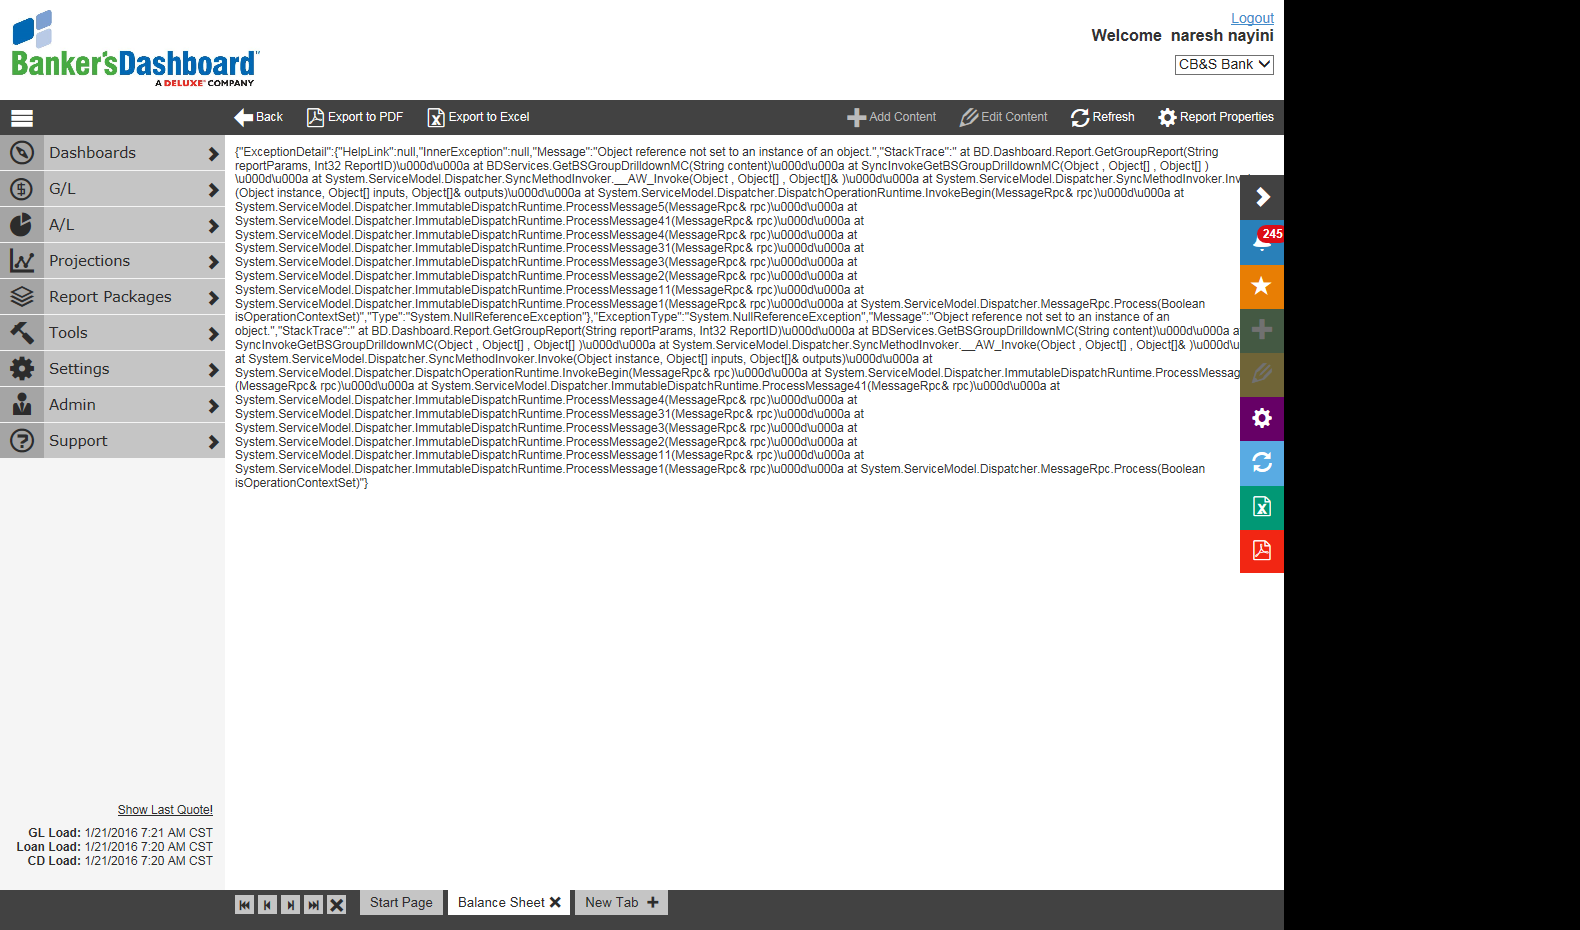 Logout
Welcome naresh nayini
CB&S Bank
Banker'sDashboard
A DELUXE COMPANY
Back
Export to PDF
Export to Excel
Add Content
Edit Content
Refresh
Report Properties
Dashboards
G/L
A/L
Projections
Report Packages
Tools
Settings
Admin
Support
{"ExceptionDetail":{"HelpLink":null,"InnerException":null,"Message":"Object reference not set to an instance of an object.","StackTrace":" at BD.Dashboard.Report.GetGroupReport(String
reportParams, Int32 ReportID)\u000d\u000a at BDServices.GetBSGroupDrilldownMC(String content)\u000d\u000a at SyncInvokeGetBSGroupDrilldownMC(Object , Object[] , Object[] )
\u000d\u000a at System.ServiceModel.Dispatcher.SyncMethodInvoker.__AW_Invoke(Object , Object[] , Object[]& )\u000d\u000a at System.ServiceModel.Dispatcher.SyncMethodInvoker.Inv
(Object instance, Object[] inputs, Object[]& outputs)\u000d\u000a at System.ServiceModel.Dispatcher.DispatchOperationRuntime.InvokeBegin(MessageRpc& rpc)\u000d\u000a at
System.ServiceModel.Dispatcher.ImmutableDispatchRuntime.ProcessMessage5(MessageRpc& rpc)\u000d\u000a at
System.ServiceModel.Dispatcher.ImmutableDispatchRuntime.ProcessMessage41(MessageRpc& rpc)\u000d\u000a at
System.ServiceModel.Dispatcher.ImmutableDispatchRuntime.ProcessMessage4(MessageRpc& rpc)\u000d\u000a at
System.ServiceModel.Dispatcher.ImmutableDispatchRuntime.ProcessMessage31(MessageRpc& rpc)\u000d\u000a at
System.ServiceModel.Dispatcher.ImmutableDispatchRuntime.ProcessMessage3(MessageRpc& rpc)\u000d\u000a at
System.ServiceModel.Dispatcher.ImmutableDispatchRuntime.ProcessMessage2(MessageRpc& rpc)\u000d\u000a at
System.ServiceModel.Dispatcher.ImmutableDispatchRuntime.ProcessMessage11(MessageRpc& rpc)\u000d\u000a at
System.ServiceModel.Dispatcher.ImmutableDispatchRuntime.ProcessMessage1(MessageRpc& rpc)\u000d\u000a at System.ServiceModel.Dispatcher.MessageRpc.Process(Boolean
isOperationContextSet)","Type":"System.NullReferenceException"},"ExceptionType":"System.NullReferenceException","Message":"Object reference not set to an instance of an
object.","StackTrace":" at BD.Dashboard.Report.GetGroupReport(String reportParams, Int32 ReportID)\u000d\u000a at BDServices.GetBSGroupDrilldownMC(String content)\u000d\u000a a
SyncInvokeGetBSGroupDrilldownMC(Object , Object[] , Object[] )\u000d\u000a at System.ServiceModel.Dispatcher.SyncMethodInvoker.__AW_Invoke(Object , Object[] , Object[]& )\u000d\u
at System.ServiceModel.Dispatcher.SyncMethodInvoker.Invoke(Object instance, Object[] inputs, Object[]& outputs)\u000d\u000a at
System.ServiceModel.Dispatcher.DispatchOperationRuntime.InvokeBegin(MessageRpc& rpc)\u000d\u000a at System.ServiceModel.Dispatcher.ImmutableDispatchRuntime.ProcessMessag
(MessageRpc& rpc)\u000d\u000a at System.ServiceModel.Dispatcher.ImmutableDispatchRuntime.ProcessMessage41(MessageRpc& rpc)\u000d\u000a at
System.ServiceModel.Dispatcher.ImmutableDispatchRuntime.ProcessMessage4(MessageRpc& rpc)\u000d\u000a at
System.ServiceModel.Dispatcher.ImmutableDispatchRuntime.ProcessMessage31(MessageRpc& rpc)\u000d\u000a at
System.ServiceModel.Dispatcher.ImmutableDispatchRuntime.ProcessMessage3(MessageRpc& rpc)\u000d\u000a at
System.ServiceModel.Dispatcher.ImmutableDispatchRuntime.ProcessMessage2(MessageRpc& rpc)\u000d\u000a at
System.ServiceModel.Dispatcher.ImmutableDispatchRuntime.ProcessMessage11(MessageRpc& rpc)\u000d\u000a at
System.ServiceModel.Dispatcher.ImmutableDispatchRuntime.ProcessMessage1(MessageRpc& rpc)\u000d\u000a at System.ServiceModel.Dispatcher.MessageRpc.Process(Boolean
isOperationContextSet)"}
245
Show Last Quote!
GL Load: 1/21/2016 7:21 AM CST
Loan Load: 1/21/2016 7:20 AM CST
CD Load: 1/21/2016 7:20 AM CST
Start Page
Balance Sheet
New Tab